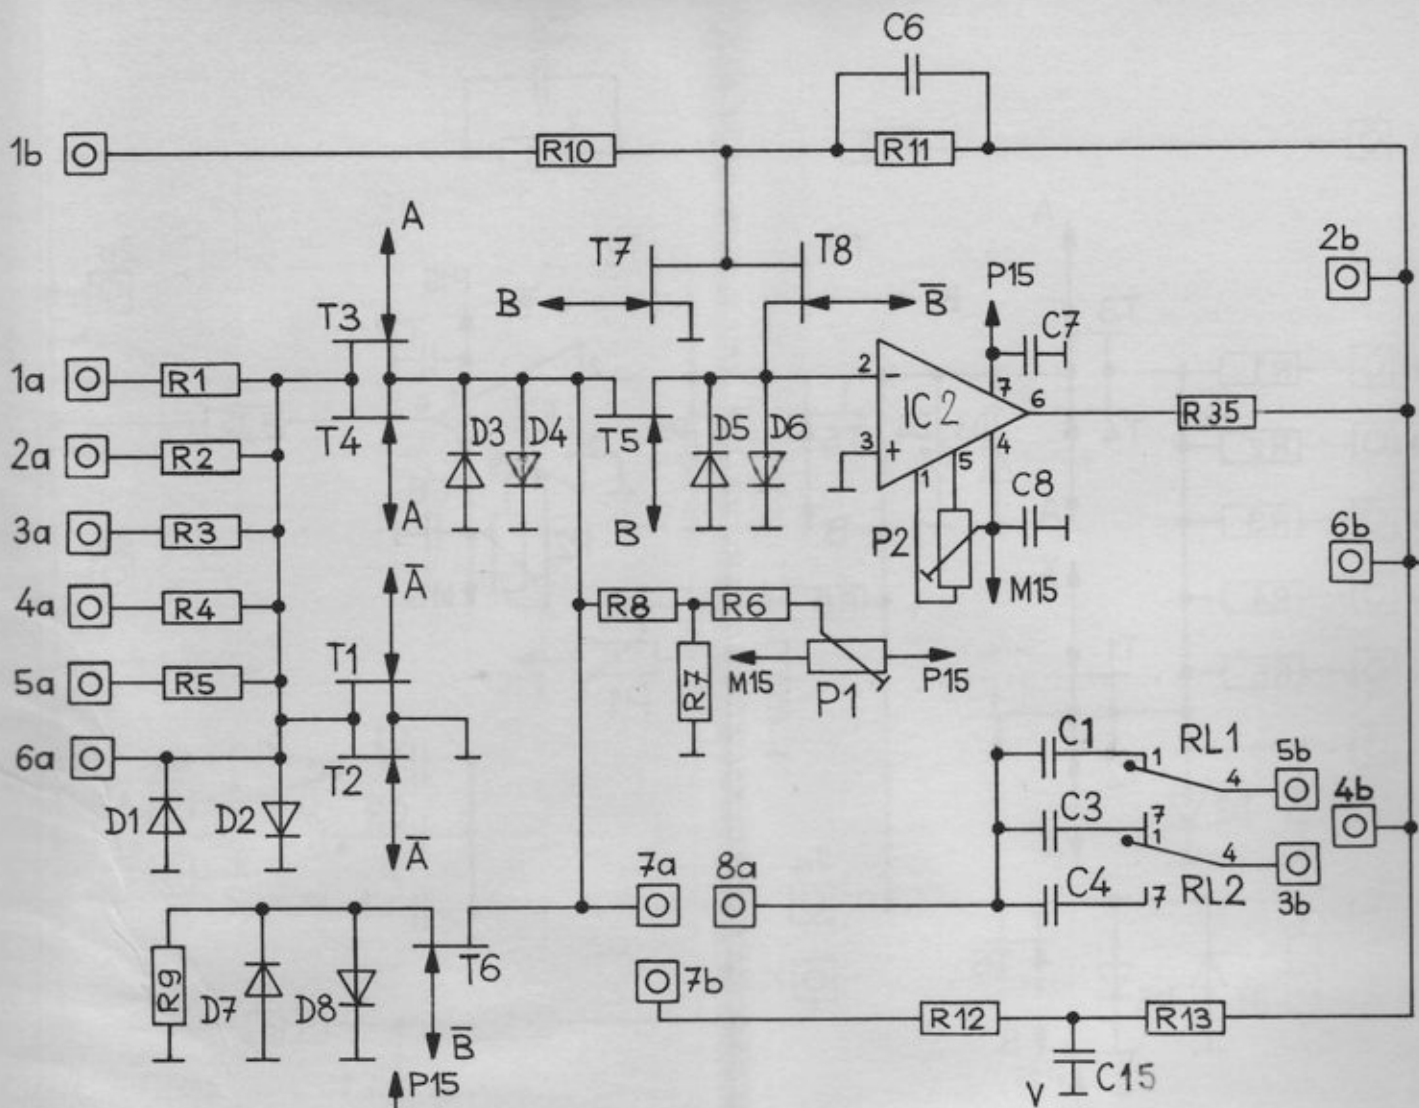 C6
1b
R10
R11
A
T7
T8
2b
P15
B
B̅
C7
T3
1a
R1
2
-
7
6
T4
D3
D4
T5
D5
D6
IC 2
R35
2a
R2
3
+
5
4
1
C8
3a
R3
A
B
P2
6b
A̅
M15
4a
R4
R8
R6
T1
5a
R5
R7
M15
P15
P1
6a
T2
C1
1
RL1
5b
4
4b
D1
D2
C3
7
1
A̅
7a
8a
4
C4
7
RL2
3b
T6
7b
R9
D7
D8
R12
R13
B̅
P15
V
C15